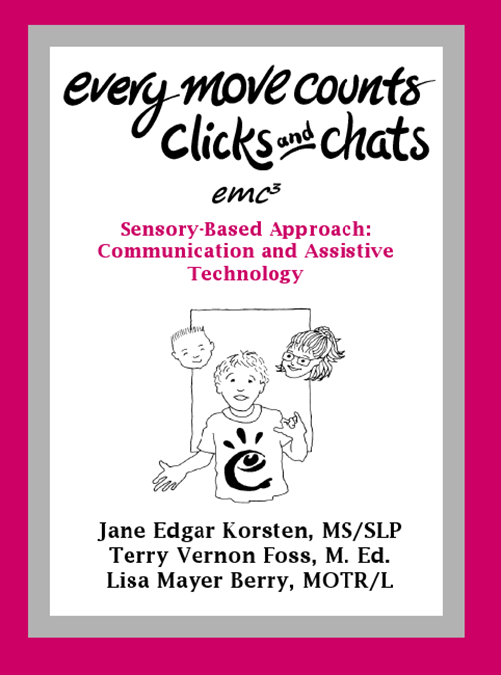 every move counts
clicks and chats
emc³
Sensory-Based Approach:
Communication and Assistive
Technology
Jane Edgar Korsten, MS/SLP
Terry Vernon Foss, M. Ed.
Lisa Mayer Berry, MOTR/L